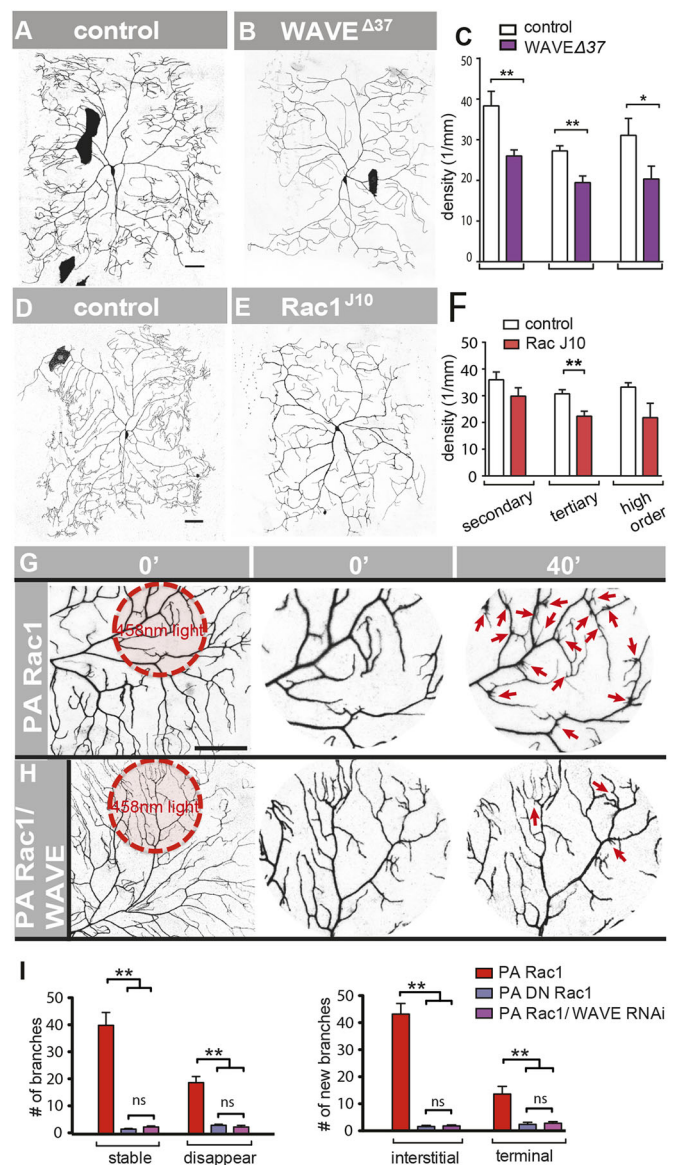 A control
B WAVE Δ37
C
control
WAVEΔ37
density (1/mm)
50
40
30
20
10
0
**
**
*
D control
E Rac1 J10
F
control
Rac J10
density (1/mm)
50
40
30
20
10
0
**
secondary
tertiary
high order
G 0’ 0’ 40’
PA Rac1
458nm light
H
PA Rac1/
WAVE
458nm light
I
PA Rac1
PA DN Rac1
PA Rac1/ WAVE RNAi
# of branches
50
40
30
20
10
0
**
ns
**
ns
stable
disappear
# of new branches
50
40
30
20
10
0
**
ns
**
ns
interstitial
terminal